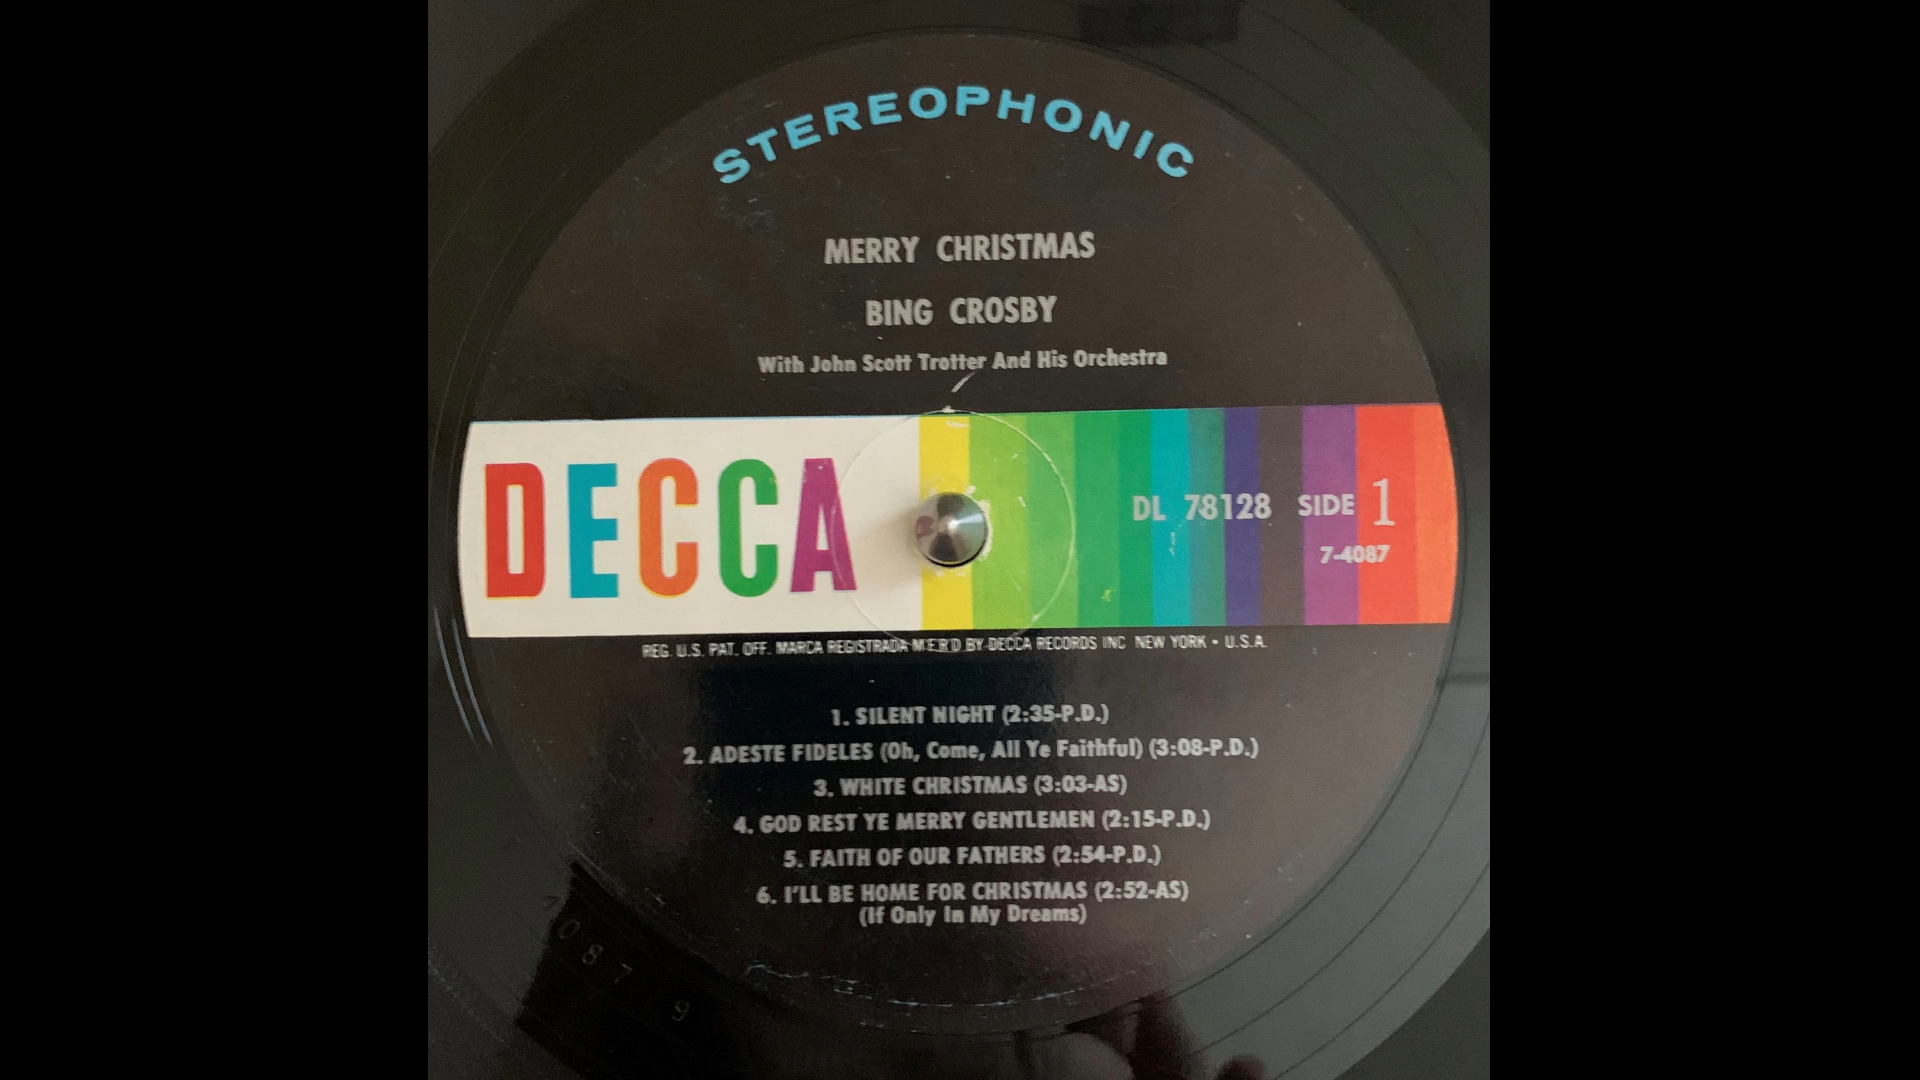 STEREOPHONIC
MERRY CHRISTMAS
BING CROSBY
With John Scott Trotter And His Orchestra
DECCA
DL 78128 SIDE 1
7-4087
REG. U.S. PAT. OFF. MARCA REGISTRADA M'F'R'D BY DECCA RECORDS INC NEW YORK • U.S.A.
1. SILENT NIGHT (2:35-P.D.)
2. ADESTE FIDELES (Oh, Come, All Ye Faithful) (3:08-P.D.)
3. WHITE CHRISTMAS (3:03-AS)
4. GOD REST YE MERRY GENTLEMEN (2:15-P.D.)
5. FAITH OF OUR FATHERS (2:54-P.D.)
6. I'LL BE HOME FOR CHRISTMAS (2:52-AS)
(If Only In My Dreams)